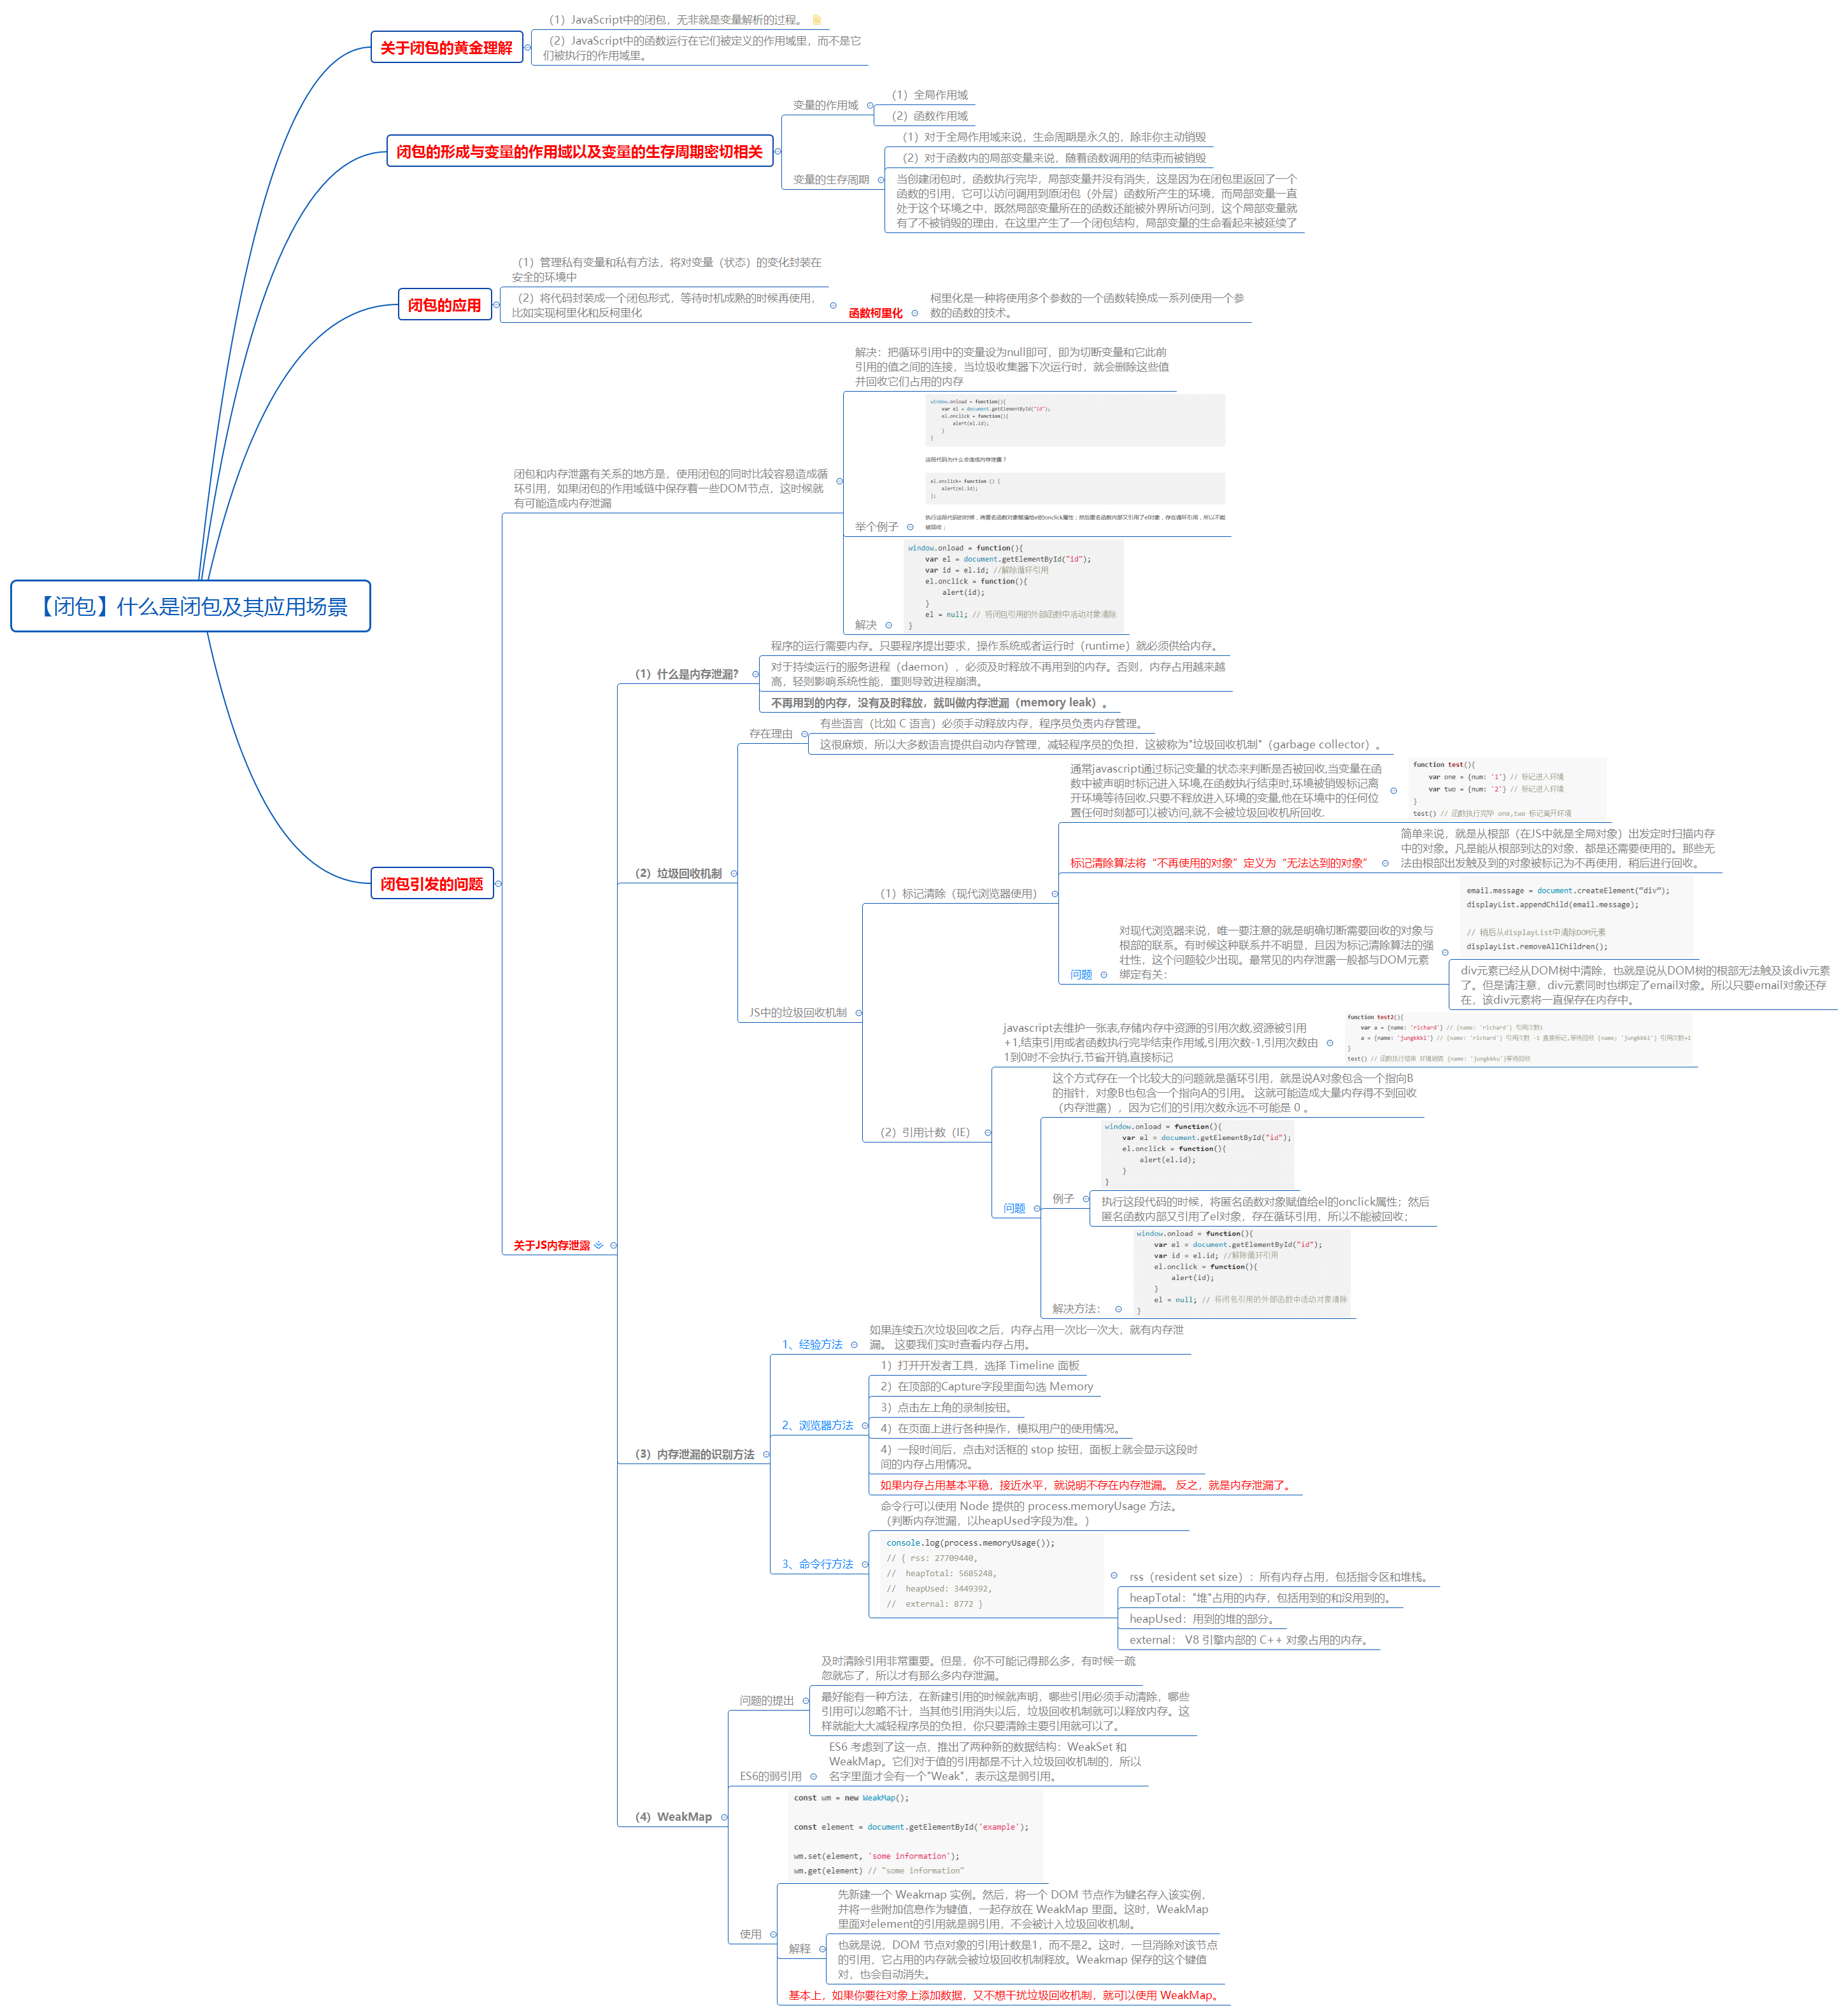 【闭包】什么是闭包及其应用场景
关于闭包的黄金理解
（1）JavaScript中的闭包，无非就是变量解析的过程。
（2）JavaScript中的函数运行在它们被定义的作用域里，而不是它
们被执行的作用域里。
闭包的形成与变量的作用域以及变量的生存周期密切相关
变量的作用域
（1）全局作用域
（2）函数作用域
变量的生存周期
（1）对于全局作用域来说，生命周期是永久的，除非你主动销毁
（2）对于函数内的局部变量来说，随着函数调用的结束而被销毁
当创建闭包时，函数执行完毕，局部变量并没有消失，这是因为在闭包里返回了一个
函数的引用，它可以访问调用到原闭包（外层）函数所产生的环境，而局部变量一直
处于这个环境之中，既然局部变量所在的函数还能被外界所访问到，这个局部变量就
有了不被销毁的理由，在这里产生了一个闭包结构，局部变量的生命看起来被延续了
闭包的应用
（1）管理私有变量和私有方法，将对变量（状态）的变化封装在
安全的环境中
（2）将代码封装成一个闭包形式，等待时机成熟的时候再使用，
比如实现柯里化和反柯里化
函数柯里化
柯里化是一种将使用多个参数的一个函数转换成一系列使用一个参
数的函数的技术。
闭包引发的问题
闭包和内存泄露有关系的地方是，使用闭包的同时比较容易造成循
环引用，如果闭包的作用域链中保存着一些DOM节点，这时候就
有可能造成内存泄漏
解决：把循环引用中的变量设为null即可，即为切断变量和它此前
引用的值之间的连接，当垃圾收集器下次运行时，就会删除这些值
并回收它们占用的内存
举个例子
window.onload = function(){
var el = document.getElementById("id");
el.onclick = function(){
alert(el.id);
}
}
这段代码为什么会造成内存泄露？
el.onclick= function () {
alert(el.id);
};
执行这段代码的时候，将匿名函数对象赋值给el的onclick属性；然后匿名函数内部又引用了el对象，存在循环引用，所以不能
被回收；
解决
window.onload = function(){
var el = document.getElementById("id");
var id = el.id; //解除循环引用
el.onclick = function(){
alert(id);
}
el = null; // 将闭包引用的外部函数中活动对象清除
}
关于JS内存泄露
（1）什么是内存泄漏？
程序的运行需要内存。只要程序提出要求，操作系统或者运行时（runtime）就必须供给内存。
对于持续运行的服务进程（daemon），必须及时释放不再用到的内存。否则，内存占用越来越
高，轻则影响系统性能，重则导致进程崩溃。
不再用到的内存，没有及时释放，就叫做内存泄漏（memory leak）。
（2）垃圾回收机制
存在理由
有些语言（比如 C 语言）必须手动释放内存，程序员负责内存管理。
这很麻烦，所以大多数语言提供自动内存管理，减轻程序员的负担，这被称为"垃圾回收机制"（garbage collector）。
JS中的垃圾回收机制
（1）标记清除（现代浏览器使用）
通常javascript通过标记变量的状态来判断是否被回收,当变量在函
数中被声明时标记进入环境,在函数执行结束时,环境被销毁标记离
开环境等待回收.只要不释放进入环境的变量,他在环境中的任何位
置任何时刻都可以被访问,就不会被垃圾回收机所回收.
function test(){
var one = {num: '1'} // 标记进入环境
var two = {num: '2'} // 标记进入环境
}
test() // 函数执行完毕 one,two 标记离开环境
标记清除算法将“不再使用的对象”定义为“无法达到的对象”
简单来说，就是从根部（在JS中就是全局对象）出发定时扫描内存
中的对象。凡是能从根部到达的对象，都是还需要使用的。那些无
法由根部出发触及到的对象被标记为不再使用，稍后进行回收。
问题
对现代浏览器来说，唯一要注意的就是明确切断需要回收的对象与
根部的联系。有时候这种联系并不明显，且因为标记清除算法的强
壮性，这个问题较少出现。最常见的内存泄露一般都与DOM元素
绑定有关：
email.message = document.createElement(“div”);
displayList.appendChild(email.message);
// 稍后从displayList中清除DOM元素
displayList.removeAllChildren();
div元素已经从DOM树中清除，也就是说从DOM树的根部无法触及该div元素
了。但是请注意，div元素同时也绑定了email对象。所以只要email对象还存
在，该div元素将一直保存在内存中。
（2）引用计数（IE）
javascript去维护一张表,存储内存中资源的引用次数,资源被引用
+1,结束引用或者函数执行完毕结束作用域,引用次数-1,引用次数由
1到0时不会执行,节省开销,直接标记
function test2(){
var a = {name: 'richard'} // {name: 'richard'} 引用次数1
a = {name: 'jungkkki'} // {name: 'richard'} 引用次数 -1 直接标记,等待回收 {name; 'jungkkki'} 引用次数+1
}
test() // 函数执行结束 环境销毁 {name: 'jungkkku'}等待回收
问题
这个方式存在一个比较大的问题就是循环引用，就是说A对象包含一个指向B
的指针，对象B也包含一个指向A的引用。 这就可能造成大量内存得不到回收
（内存泄露），因为它们的引用次数永远不可能是 0 。
例子
window.onload = function(){
var el = document.getElementById("id");
el.onclick = function(){
alert(el.id);
}
}
执行这段代码的时候，将匿名函数对象赋值给el的onclick属性；然后
匿名函数内部又引用了el对象，存在循环引用，所以不能被回收；
解决方法：
window.onload = function(){
var el = document.getElementById("id");
var id = el.id; //解除循环引用
el.onclick = function(){
alert(id);
}
el = null; // 将闭包引用的外部函数中活动对象清除
}
（3）内存泄漏的识别方法
1、经验方法
如果连续五次垃圾回收之后，内存占用一次比一次大，就有内存泄
漏。 这要我们实时查看内存占用。
2、浏览器方法
1）打开开发者工具，选择 Timeline 面板
2）在顶部的Capture字段里面勾选 Memory
3）点击左上角的录制按钮。
4）在页面上进行各种操作，模拟用户的使用情况。
4）一段时间后，点击对话框的 stop 按钮，面板上就会显示这段时
间的内存占用情况。
如果内存占用基本平稳，接近水平，就说明不存在内存泄漏。 反之，就是内存泄漏了。
3、命令行方法
命令行可以使用 Node 提供的 process.memoryUsage 方法。
（判断内存泄漏，以heapUsed字段为准。）
console.log(process.memoryUsage());
// { rss: 27709440,
//  heapTotal: 5685248,
//  heapUsed: 3449392,
//  external: 8772 }
rss（resident set size）：所有内存占用，包括指令区和堆栈。
heapTotal："堆"占用的内存，包括用到的和没用到的。
heapUsed：用到的堆的部分。
external： V8 引擎内部的 C++ 对象占用的内存。
（4）WeakMap
问题的提出
及时清除引用非常重要。但是，你不可能记得那么多，有时候一疏
忽就忘了，所以才有那么多内存泄漏。
最好能有一种方法，在新建引用的时候就声明，哪些引用必须手动清除，哪些
引用可以忽略不计，当其他引用消失以后，垃圾回收机制就可以释放内存。这
样就能大大减轻程序员的负担，你只要清除主要引用就可以了。
ES6的弱引用
ES6 考虑到了这一点，推出了两种新的数据结构：WeakSet 和
WeakMap。它们对于值的引用都是不计入垃圾回收机制的，所以
名字里面才会有一个"Weak"，表示这是弱引用。
使用
const wm = new WeakMap();
const element = document.getElementById('example');
wm.set(element, 'some information');
wm.get(element) // "some information"
解释
先新建一个 Weakmap 实例。然后，将一个 DOM 节点作为键名存入该实例，
并将一些附加信息作为键值，一起存放在 WeakMap 里面。这时，WeakMap
里面对element的引用就是弱引用，不会被计入垃圾回收机制。
也就是说，DOM 节点对象的引用计数是1，而不是2。这时，一旦消除对该节点
的引用，它占用的内存就会被垃圾回收机制释放。Weakmap 保存的这个键值
对，也会自动消失。
基本上，如果你要往对象上添加数据，又不想干扰垃圾回收机制，就可以使用 WeakMap。